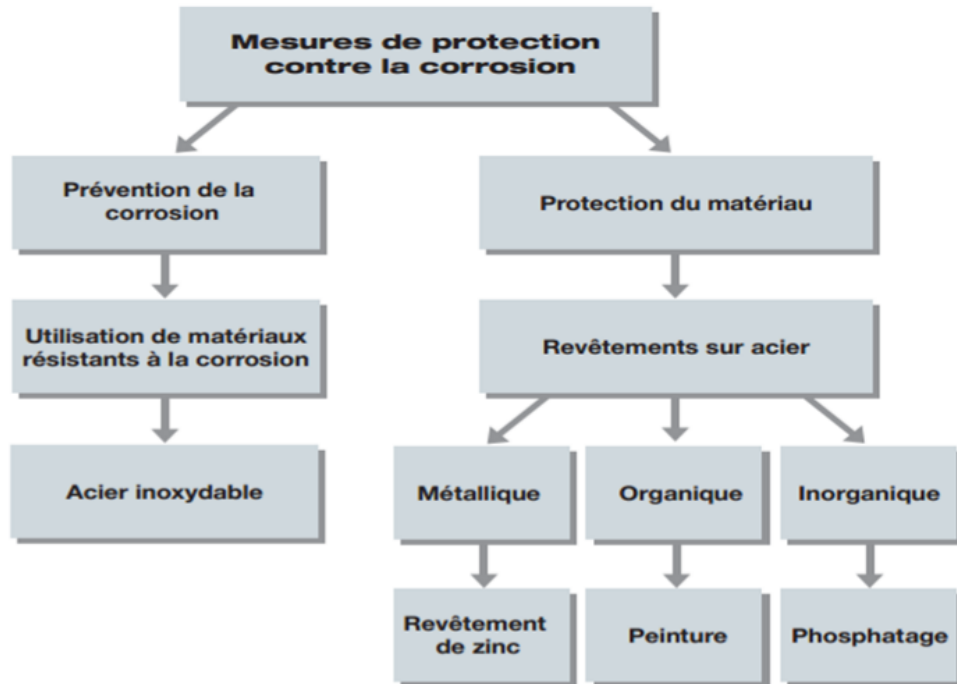 Mesures de protection
contre la corrosion
Prévention de la
corrosion
Protection du matériau
Utilisation de matériaux
résistants à la corrosion
Revêtements sur acier
Acier inoxydable
Métallique
Organique
Inorganique
Revêtement
de zinc
Peinture
Phosphatage